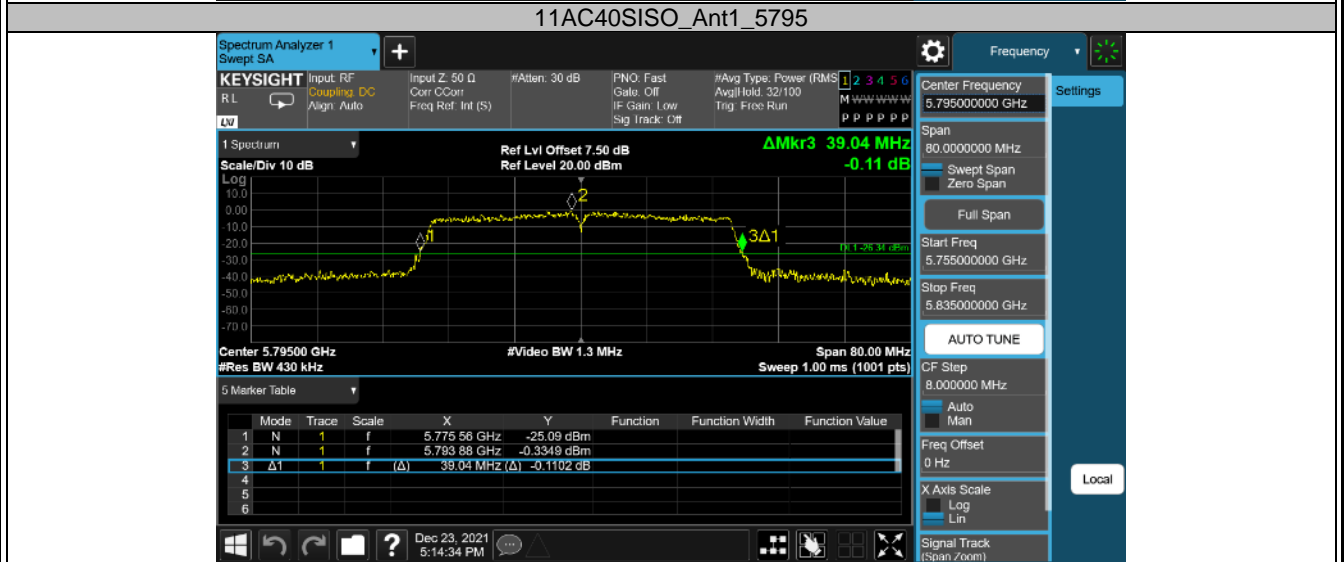 11AC40SISO_Ant1_5795
Spectrum Analyzer 1
Swept SA
+
Frequency
KEYSIGHT
RL
LXI
Input: RF
Coupling: DC
Align: Auto
Input Z: 50 Ω
Corr CCorr
Freq Ref: Int (S)
#Atten: 30 dB
PNO: Fast
Gate: Off
IF Gain: Low
Sig Track: Off
#Avg Type: Power (RMS
Avg|Hold: 32/100
Trig: Free Run
1 2 3 4 5 6
M W W W W W
P P P P P P
Center Frequency
5.795000000 GHz
Settings
1 Spectrum
Ref Lvl Offset 7.50 dB
ΔMkr3 39.04 MHz
Scale/Div 10 dB
Ref Level 20.00 dBm
-0.11 dB
Span
80.0000000 MHz
Swept Span
Zero Span
Full Span
Log
10.0
0.00
-10.0
-20.0
-30.0
-40.0
-50.0
-60.0
-70.0
2
1
3Δ1
DL1 -26.34 dBm
Start Freq
5.755000000 GHz
Stop Freq
5.835000000 GHz
AUTO TUNE
Center 5.79500 GHz
#Video BW 1.3 MHz
Span 80.00 MHz
#Res BW 430 kHz
Sweep 1.00 ms (1001 pts)
CF Step
8.000000 MHz
Auto
Man
5 Marker Table
Mode Trace Scale X Y Function Function Width Function Value
1 N 1 f 5.775 56 GHz -25.09 dBm
2 N 1 f 5.793 88 GHz -0.3349 dBm
3 Δ1 1 f (Δ) 39.04 MHz (Δ) -0.1102 dB
4
5
6
Freq Offset
0 Hz
X Axis Scale
Log
Lin
Local
Signal Track
(Span Zoom)
?
Dec 23, 2021
5:14:34 PM